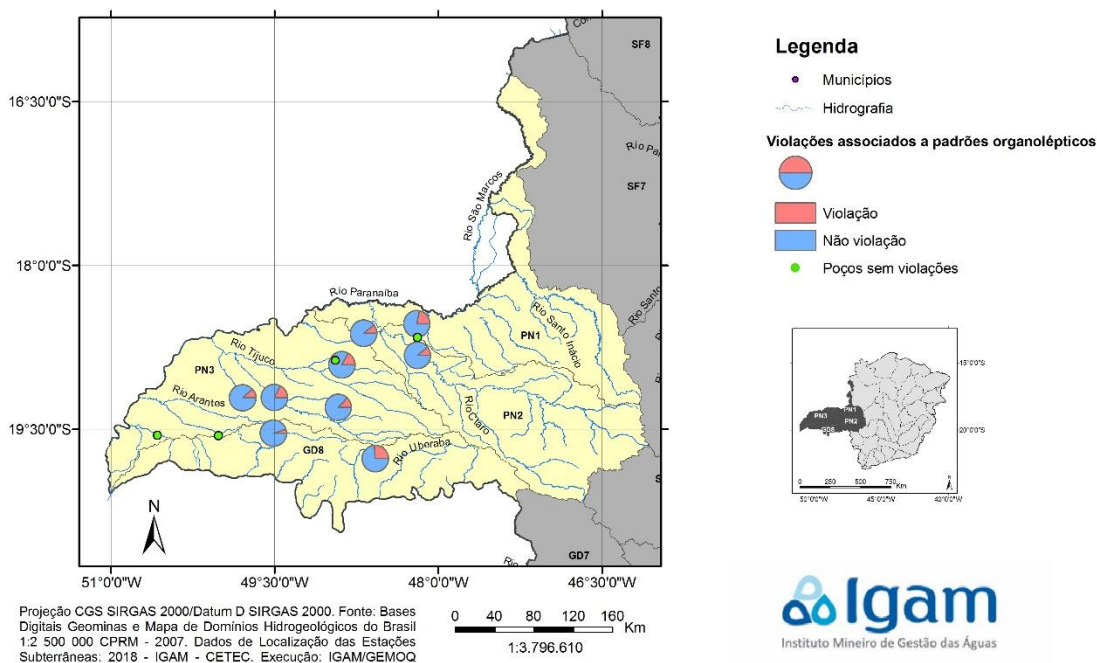 16°30'0"S
18°0'0"S
19°30'0"S
51°0'0"W
49°30'0"W
48°0'0"W
46°30'0"W
SF8
Rio Pa
SF7
Rio São Marcos
Rio Santo
Rio Paranaíba
Rio Santo Inácio
PN1
Rio Tijuco
PN3
Rio Arantes
Rio Claro
PN2
GD8
Rio Uberaba
N
GD7
Projeção CGS SIRGAS 2000/Datum D SIRGAS 2000. Fonte: Bases
Digitais Geominas e Mapa de Domínios Hidrogeológicos do Brasil
1:2 500 000 CPRM - 2007. Dados de Localização das Estações
Subterrâneas: 2018 - IGAM - CETEC. Execução: IGAM/GEMOQ
0 40 80 120 160
Km
1:3.796.610
Legenda
Municípios
Hidrografia
Violações associados a padrões organolépticos
Violação
Não violação
Poços sem violações
15°0'0"S
20°0'0"S
PN1
PN3
PN2
GD8
N
0 250 500 750
Km
50°0'0"W 45°0'0"W 40°0'0"W
Igam
Instituto Mineiro de Gestão das Águas